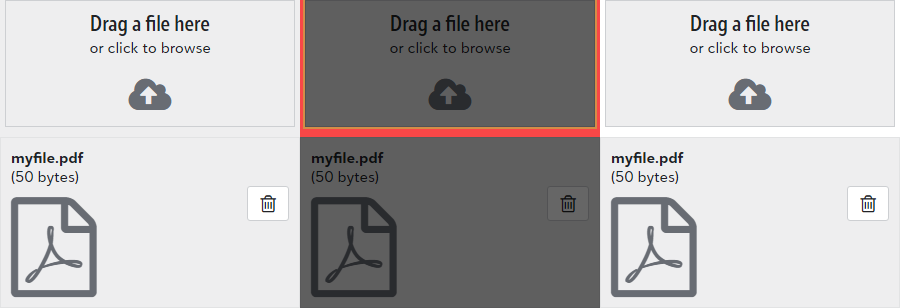 Drag a file here
or click to browse
myfile.pdf
(50 bytes)
Drag a file here
or click to browse
myfile.pdf
(50 bytes)
Drag a file here
or click to browse
myfile.pdf
(50 bytes)